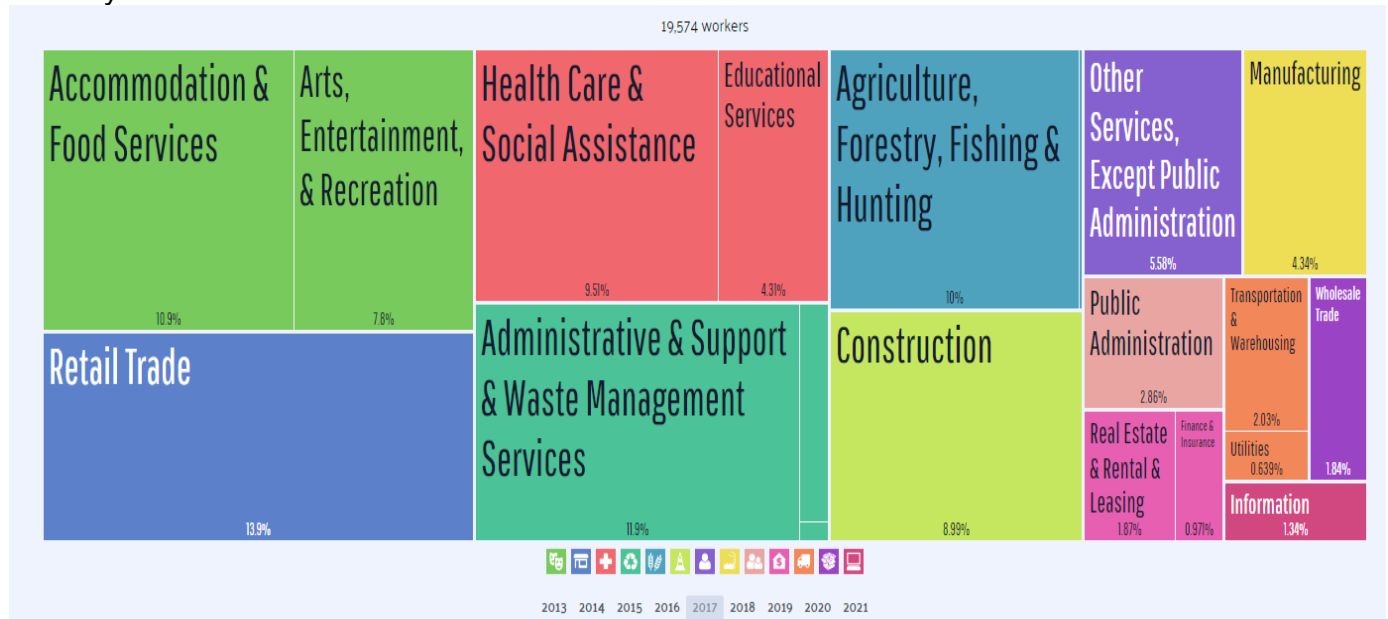 19,574 workers
Accommodation &
Food Services
10.9%
Arts,
Entertainment,
& Recreation
7.8%
Retail Trade
13.9%
Health Care &
Social Assistance
9.51%
Educational
Services
4.31%
Administrative & Support
& Waste Management
Services
11.9%
Agriculture,
Forestry, Fishing &
Hunting
10%
Construction
8.99%
Other
Services,
Except Public
Administration
5.58%
Manufacturing
4.34%
Public
Administration
2.86%
Transportation
&
Warehousing
2.03%
Wholesale
Trade
1.84%
Real Estate
& Rental &
Leasing
1.87%
Finance &
Insurance
0.971%
Utilities
0.639%
Information
1.34%
2013 2014 2015 2016 2017 2018 2019 2020 2021